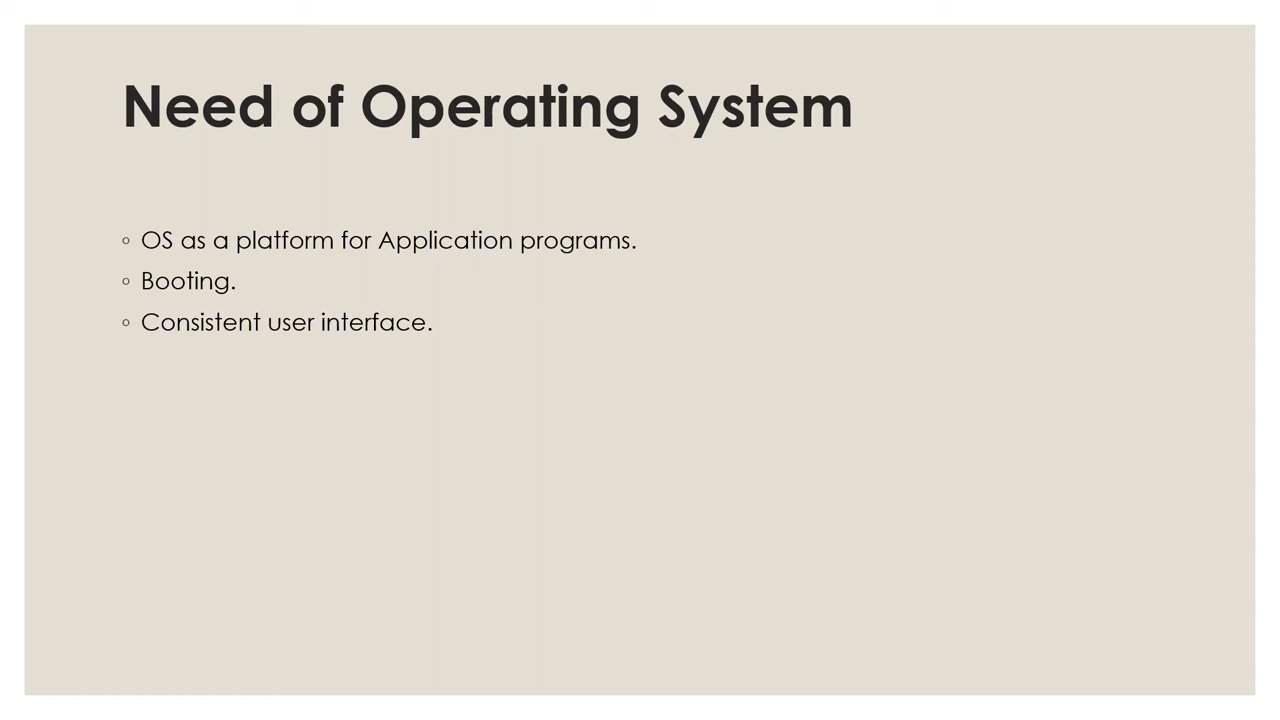 Need of Operating System
◦ OS as a platform for Application programs.
◦ Booting.
◦ Consistent user interface.